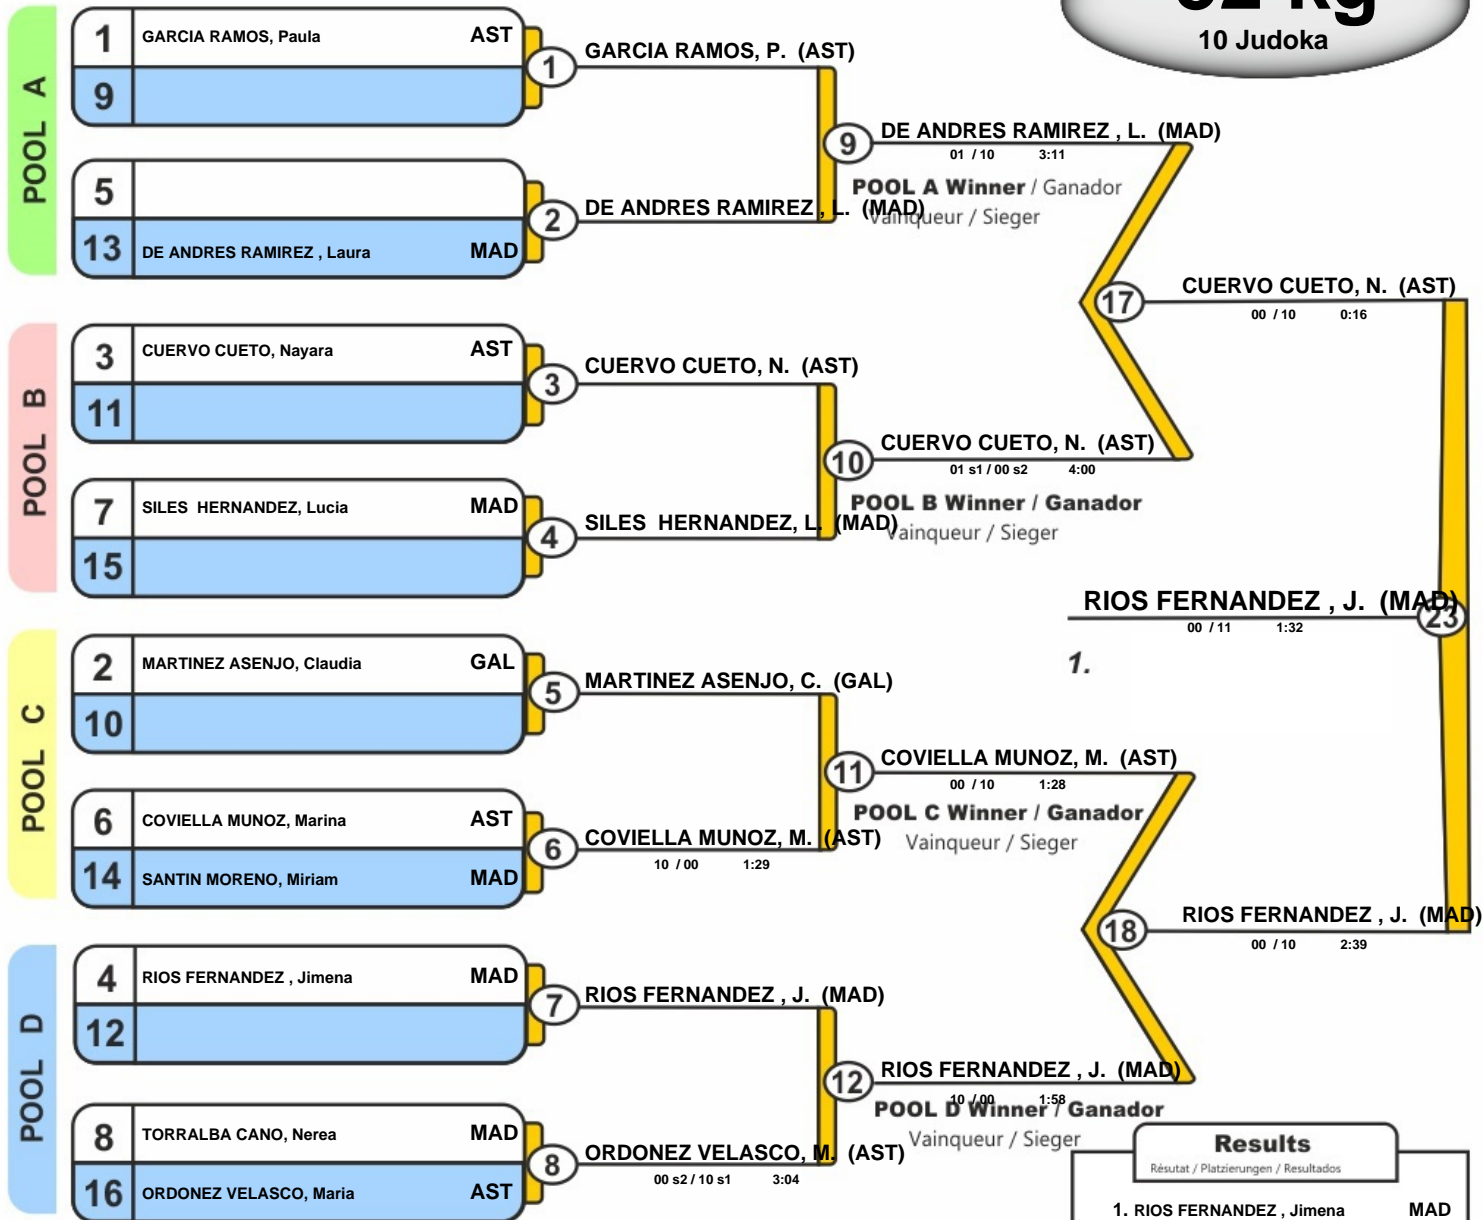 10 Judoka
POOL A
1 GARCIA RAMOS, Paula AST
9
1
GARCIA RAMOS, P. (AST)
5
13 DE ANDRES RAMIREZ , Laura MAD
2
DE ANDRES RAMIREZ , L. (MAD)
9
DE ANDRES RAMIREZ , L. (MAD)
01 / 10 3:11
POOL A Winner / Ganador
Vainqueur / Sieger
POOL B
3 CUERVO CUETO, Nayara AST
11
3
CUERVO CUETO, N. (AST)
7 SILES HERNANDEZ, Lucia MAD
15
4
SILES HERNANDEZ, L. (MAD)
10
CUERVO CUETO, N. (AST)
01 s1 / 00 s2 4:00
POOL B Winner / Ganador
Vainqueur / Sieger
17
CUERVO CUETO, N. (AST)
00 / 10 0:16
RIOS FERNANDEZ , J. (MAD)
23
00 / 11 1:32
1.
POOL C
2 MARTINEZ ASENJO, Claudia GAL
10
5
MARTINEZ ASENJO, C. (GAL)
6 COVIELLA MUNOZ, Marina AST
14 SANTIN MORENO, Miriam MAD
6
COVIELLA MUNOZ, M. (AST)
10 / 00 1:29
11
COVIELLA MUNOZ, M. (AST)
00 / 10 1:28
POOL C Winner / Ganador
Vainqueur / Sieger
18
RIOS FERNANDEZ , J. (MAD)
00 / 10 2:39
POOL D
4 RIOS FERNANDEZ , Jimena MAD
12
7
RIOS FERNANDEZ , J. (MAD)
8 TORRALBA CANO, Nerea MAD
16 ORDONEZ VELASCO, Maria AST
8
ORDONEZ VELASCO, M. (AST)
00 s2 / 10 s1 3:04
12
RIOS FERNANDEZ , J. (MAD)
10 / 00 1:58
POOL D Winner / Ganador
Vainqueur / Sieger
Results
Résutat / Platzierungen / Resultados
1. RIOS FERNANDEZ , Jimena MAD